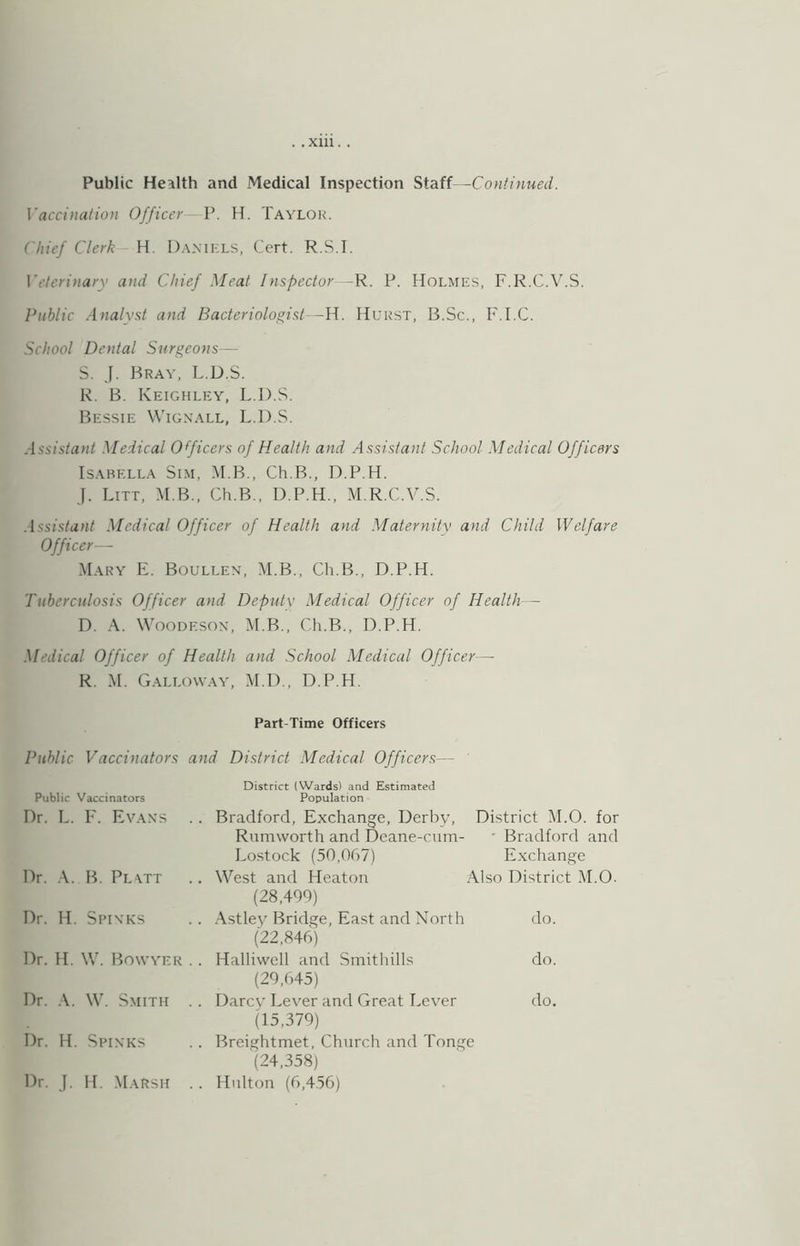 . . xiii. .
Public Health and Medical Inspection Staff—Continued.
Vaccination Officer—P. H. TAYLOR.
Chief Clerk—H. DANIELS, Cert. R.S.I.
Veterinary and Chief Meat Inspector—R. P. HOLMES, F.R.C.V.S.
Public Analyst and Bacteriologist—H. HURST, B.Sc., F.I.C.
School Dental Surgeons—
S. J. BRAY, L.D.S.
R. B. KEIGHLEY, L.D.S.
BESSIE WIGNALL, L.D.S.
Assistant Medical Officers of Health and Assistant School Medical Officers
ISABELLA SIM, M.B., Ch.B., D.P.H.
J. LITT, M.B., Ch.B., D.P.H., M.R.C.V.S.
Assistant Medical Officer of Health and Maternity and Child Welfare
Officer—
MARY E. BOULLEN, M.B., Ch.B., D.P.H.
Tuberculosis Officer and Deputy Medical Officer of Health—
D. A. WOODESON, M.B., Ch.B., D.P.H.
Medical Officer of Health and School Medical Officer—
R. M. GALLOWAY, M.D., D.P.H.
Part-Time Officers
Public Vaccinators and District Medical Officers—
District (Wards) and Estimated
Public Vaccinators Population
Dr. L. F. EVANS . . Bradford, Exchange, Derby, District M.O. for
Rumworth and Deane-cum- Bradford and
Lostock (50,067) Exchange
Dr. A. B. PLATT . . West and Heaton Also District M.O.
(28,499)
Dr. H. SPINKS . . Astley Bridge, East and North do.
(22,846)
Dr. H. W. BOWYER . . Halliwell and Smithills do.
(29,645)
Dr. A. W. SMITH . . Darcy Lever and Great Lever do.
(15,379)
Dr. H. SPINKS . . Breightmet, Church and Tonge
(24,358)
Dr. J. H. MARSH . . Hulton (6,456)